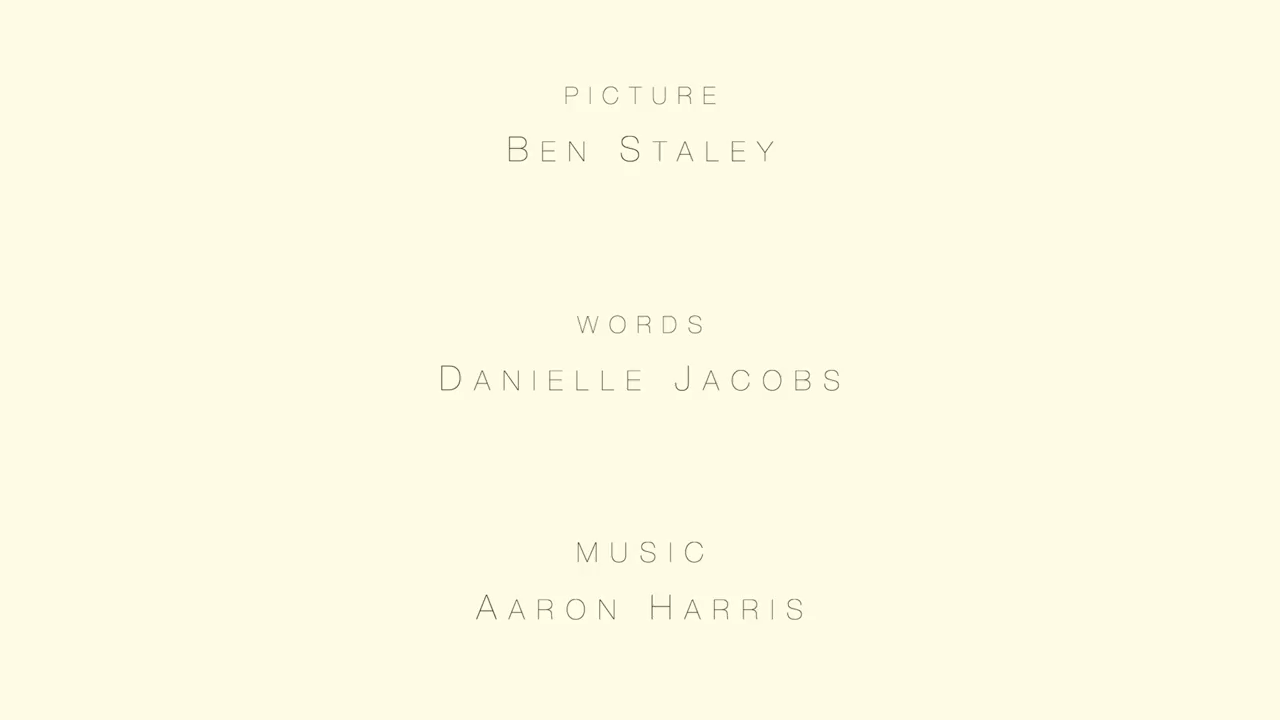 PICTURE
BEN STALEY
WORDS
DANIELLE JACOBS
MUSIC
AARON HARRIS